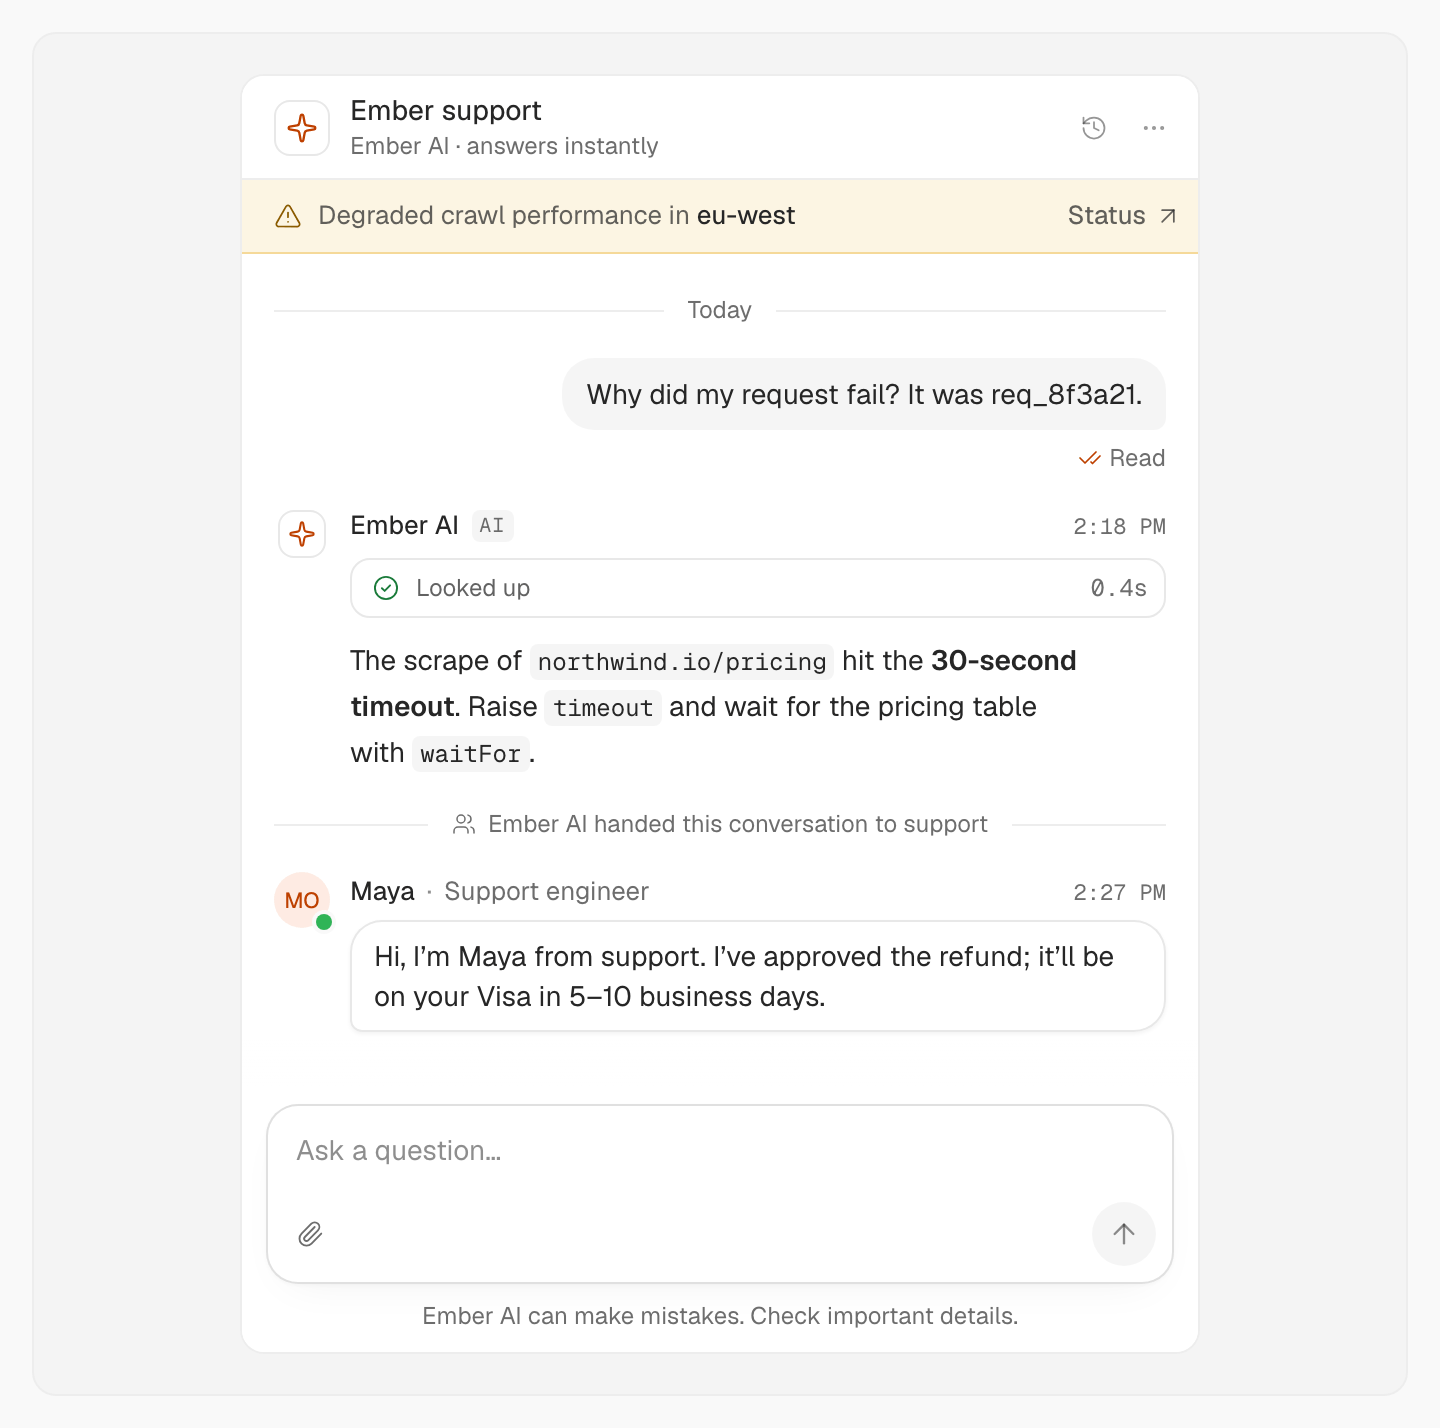 Ember support
Ember AI · answers instantly
Degraded crawl performance in eu-west
Status
Today
Why did my request fail? It was req_8f3a21.
Read
Ember AI AI 2:18 PM
Looked up 0.4s
The scrape of northwind.io/pricing hit the 30-second
timeout. Raise timeout and wait for the pricing table
with waitFor.
Ember AI handed this conversation to support
MO
Maya · Support engineer 2:27 PM
Hi, I’m Maya from support. I’ve approved the refund; it’ll be
on your Visa in 5–10 business days.
Ask a question…
Ember AI can make mistakes. Check important details.